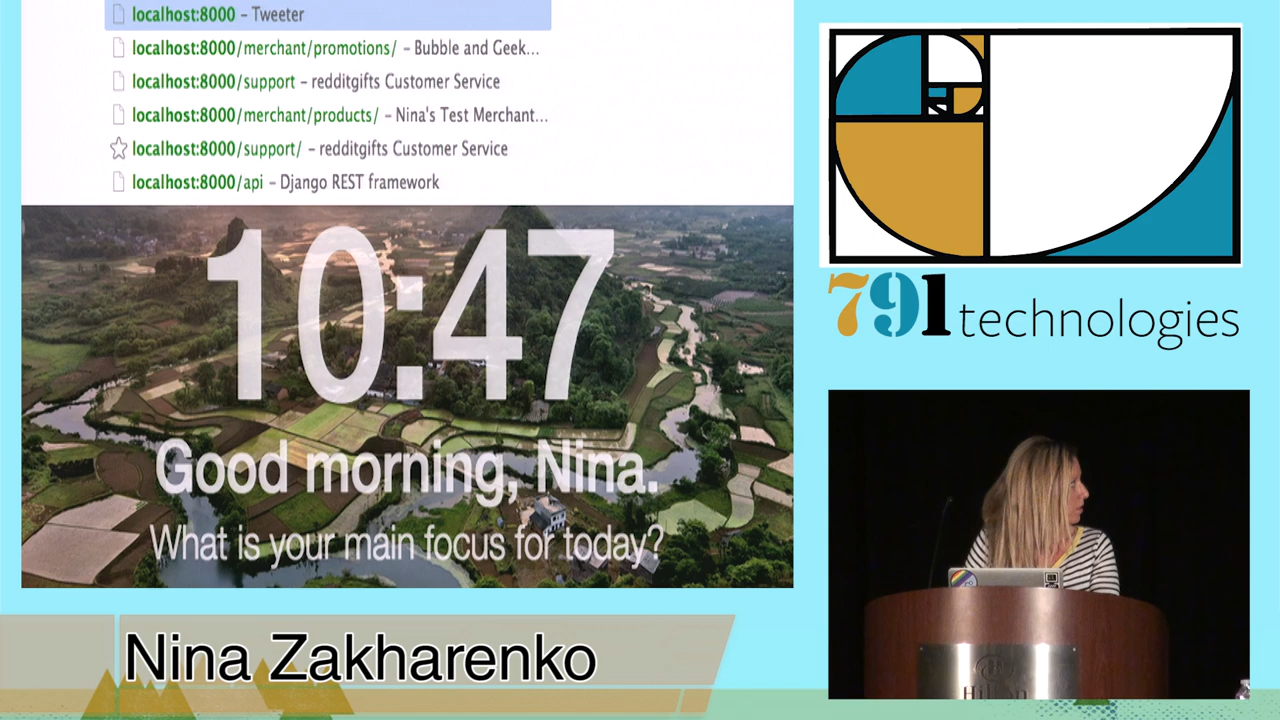 localhost:8000 – Tweeter
localhost:8000/merchant/promotions/ – Bubble and Geek...
localhost:8000/support – redditgifts Customer Service
localhost:8000/merchant/products/ – Nina's Test Merchant...
localhost:8000/support/ – redditgifts Customer Service
localhost:8000/api – Django REST framework
10:47
Good morning, Nina.
What is your main focus for today?
791 technologies
Nina Zakharenko
Hilton